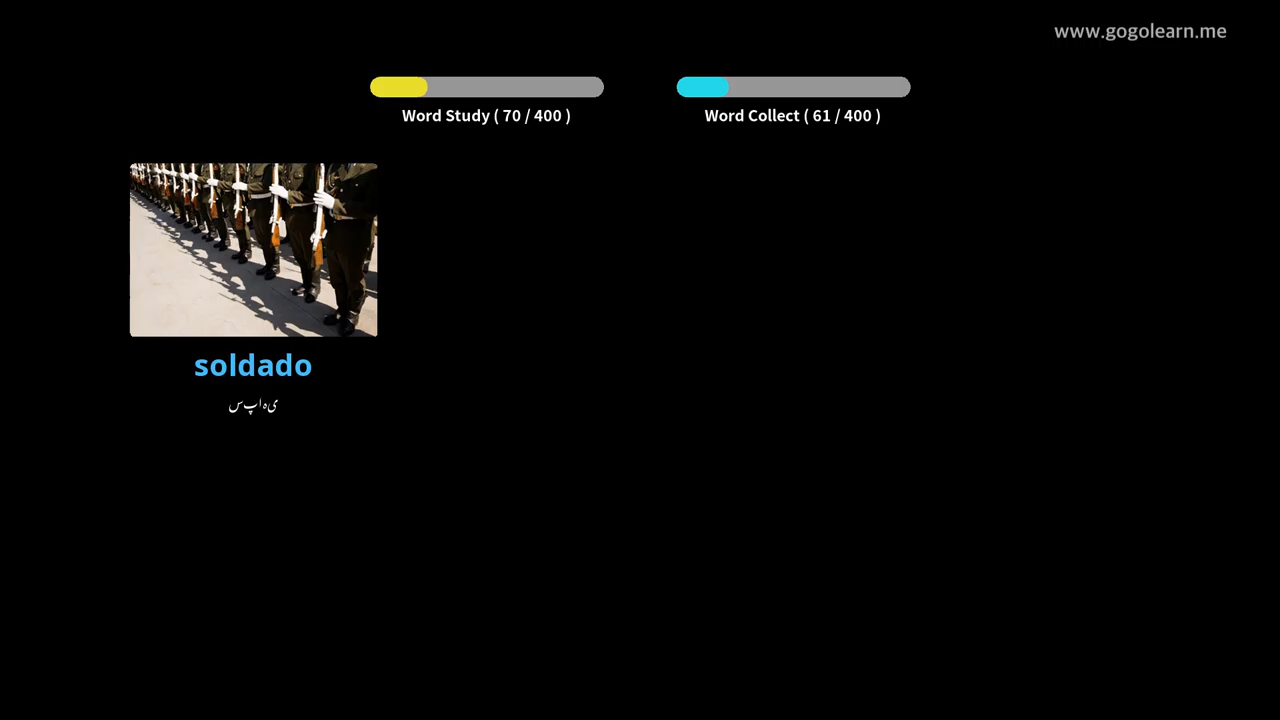 www.gogolearn.me
Word Study ( 70 / 400 )
Word Collect ( 61 / 400 )
soldado
سپاہی